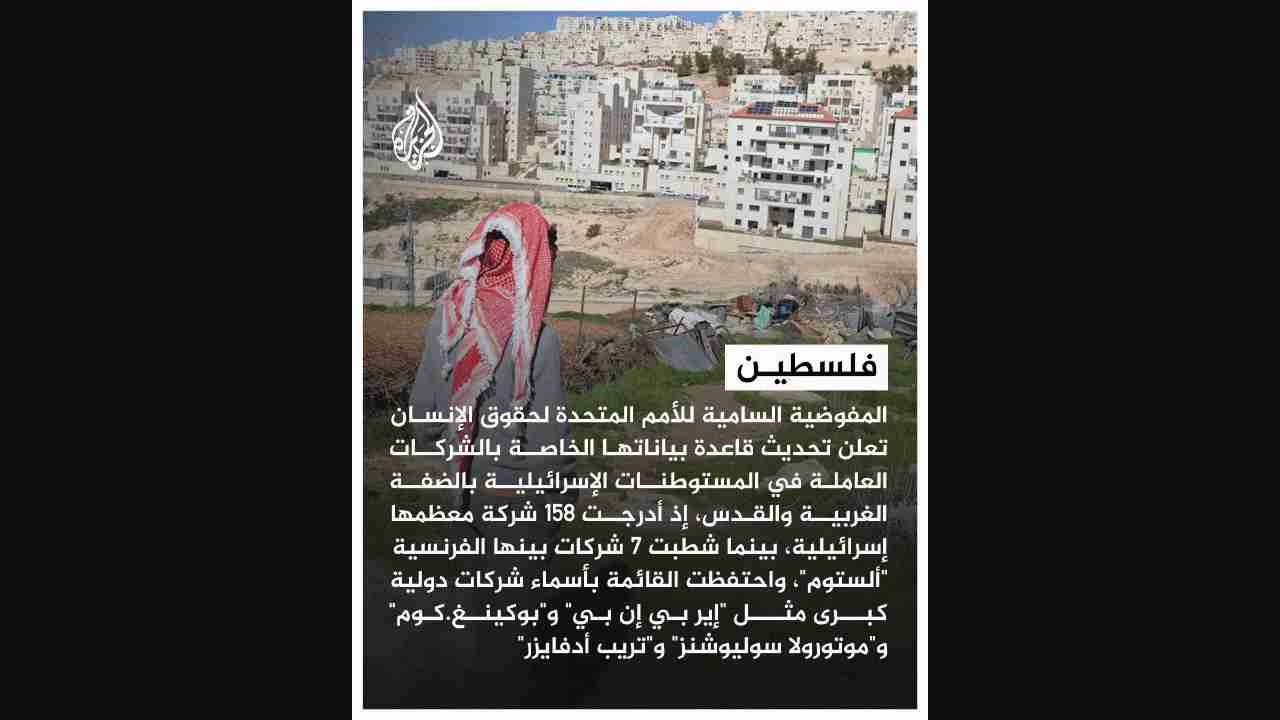 الجزيرة
فلسطين
المفوضية السامية للأمم المتحدة لحقوق الإنسان
تعلن تحديث قاعدة بياناتها الخاصة بالشركات
العاملة في المستوطنات الإسرائيلية بالضفة
الغربية والقدس، إذ أدرجت 158 شركة معظمها
إسرائيلية، بينما شطبت 7 شركات بينها الفرنسية
"ألستوم"، واحتفظت القائمة بأسماء شركات دولية
كبرى مثل "إير بي إن بي" و"بوكينغ.كوم"
و"موتورولا سوليوشنز" و"تريب أدفايزر"